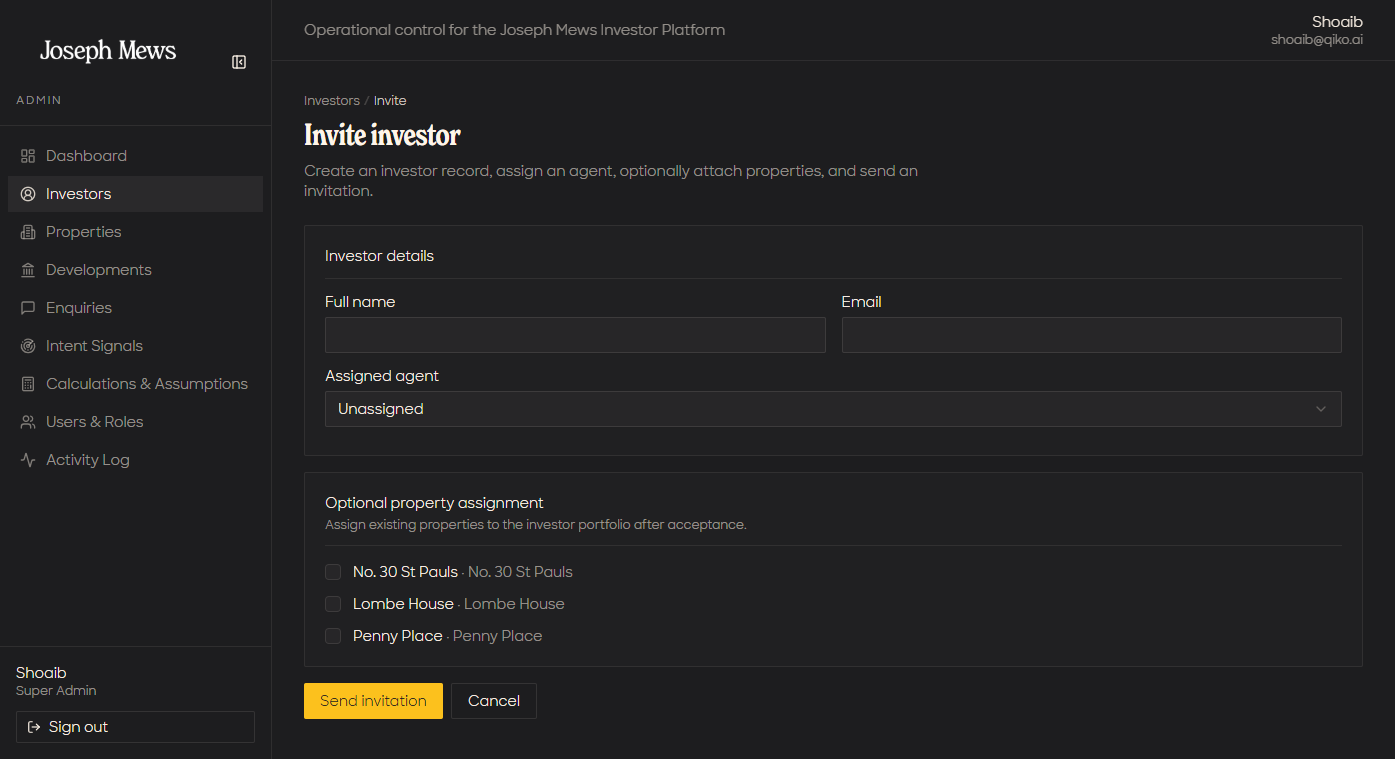 Joseph Mews
ADMIN
Dashboard
Investors
Properties
Developments
Enquiries
Intent Signals
Calculations & Assumptions
Users & Roles
Activity Log
Shoaib
Super Admin
Sign out
Operational control for the Joseph Mews Investor Platform
Shoaib
shoaib@qiko.ai
Investors / Invite
Invite investor
Create an investor record, assign an agent, optionally attach properties, and send an
invitation.
Investor details
Full name
Email
Assigned agent
Unassigned
Optional property assignment
Assign existing properties to the investor portfolio after acceptance.
No. 30 St Pauls · No. 30 St Pauls
Lombe House · Lombe House
Penny Place · Penny Place
Send invitation
Cancel